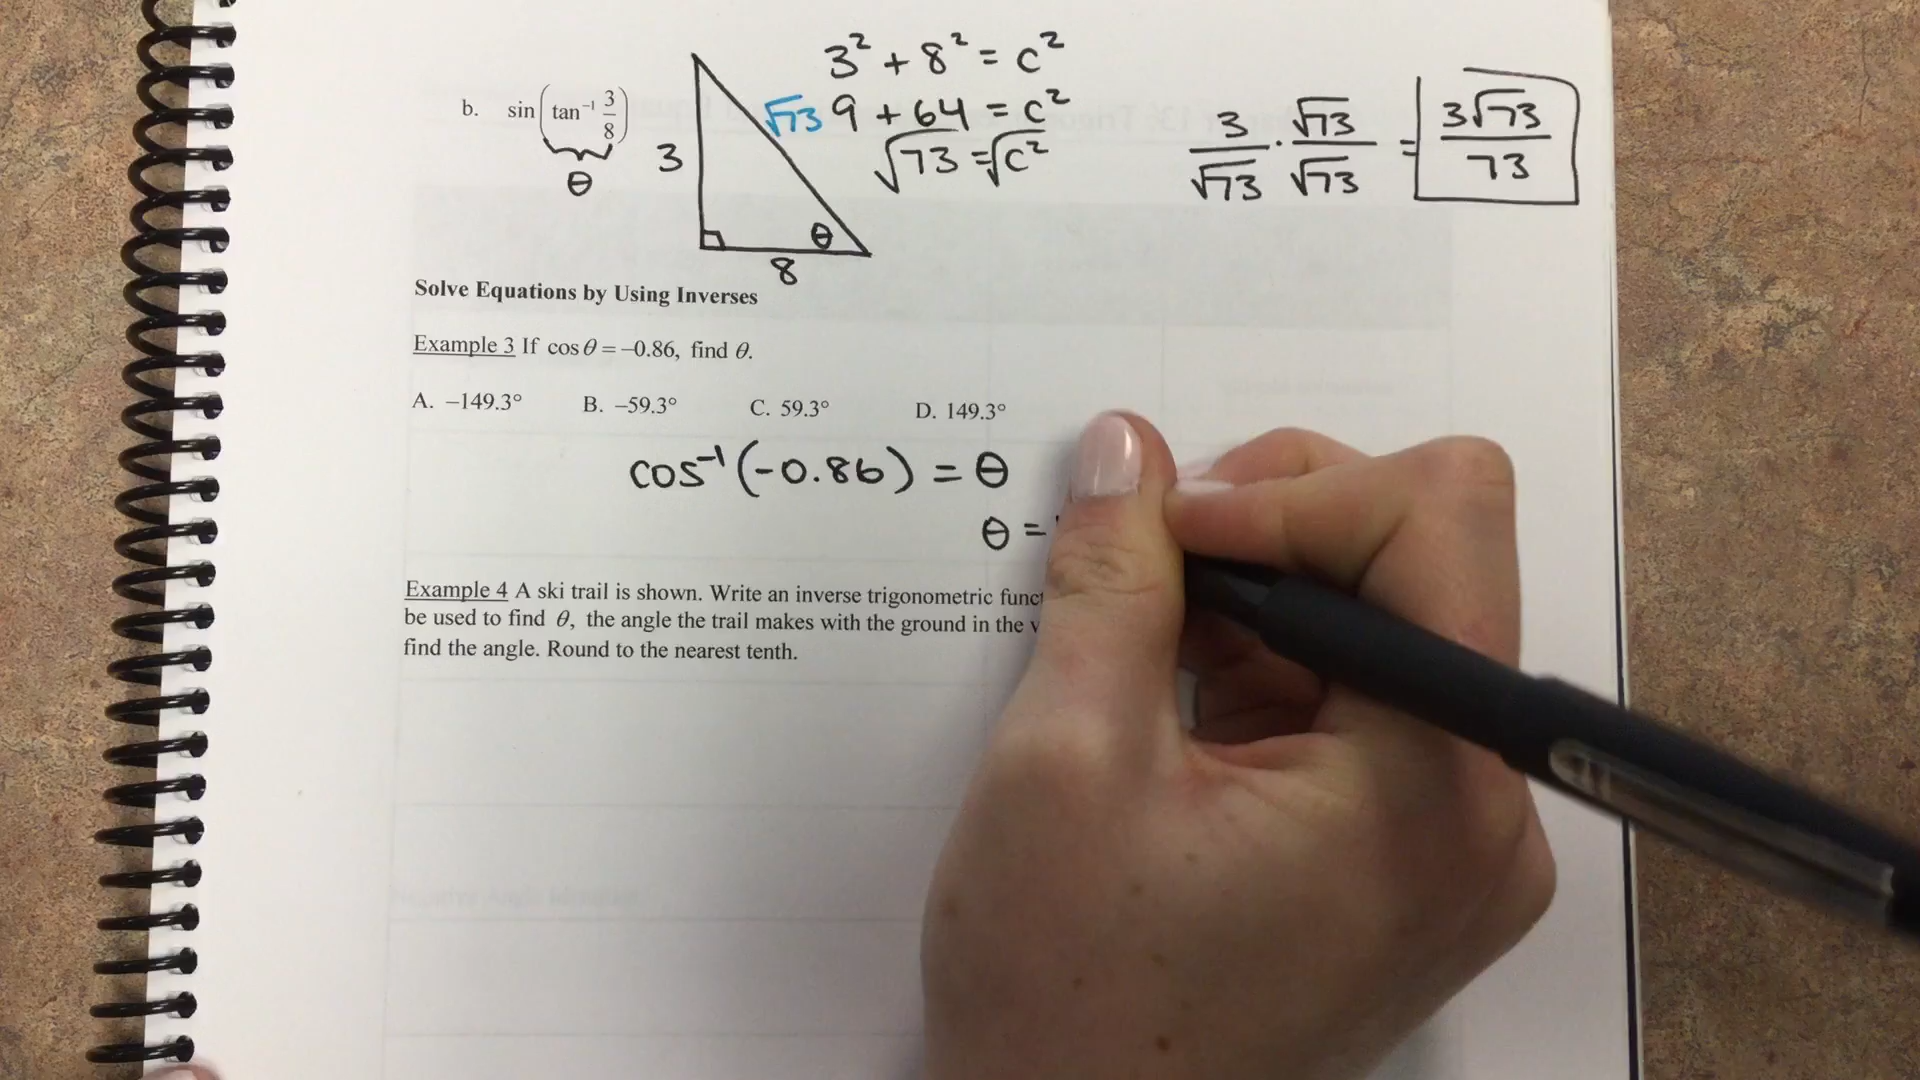 3² + 8² = c²
b. sin(tan⁻¹ 3/8)
√73
9 + 64 = c²
√73 = √c²
3
θ
θ
8
3/√73 · √73/√73 = 3√73/73
Solve Equations by Using Inverses
Example 3 If cos θ = –0.86, find θ.
A. –149.3° B. –59.3° C. 59.3° D. 149.3°
cos⁻¹(-0.86) = θ
θ =
Example 4 A ski trail is shown. Write an inverse trigonometric
be used to find θ, the angle the trail makes with the ground in the
find the angle. Round to the nearest tenth.